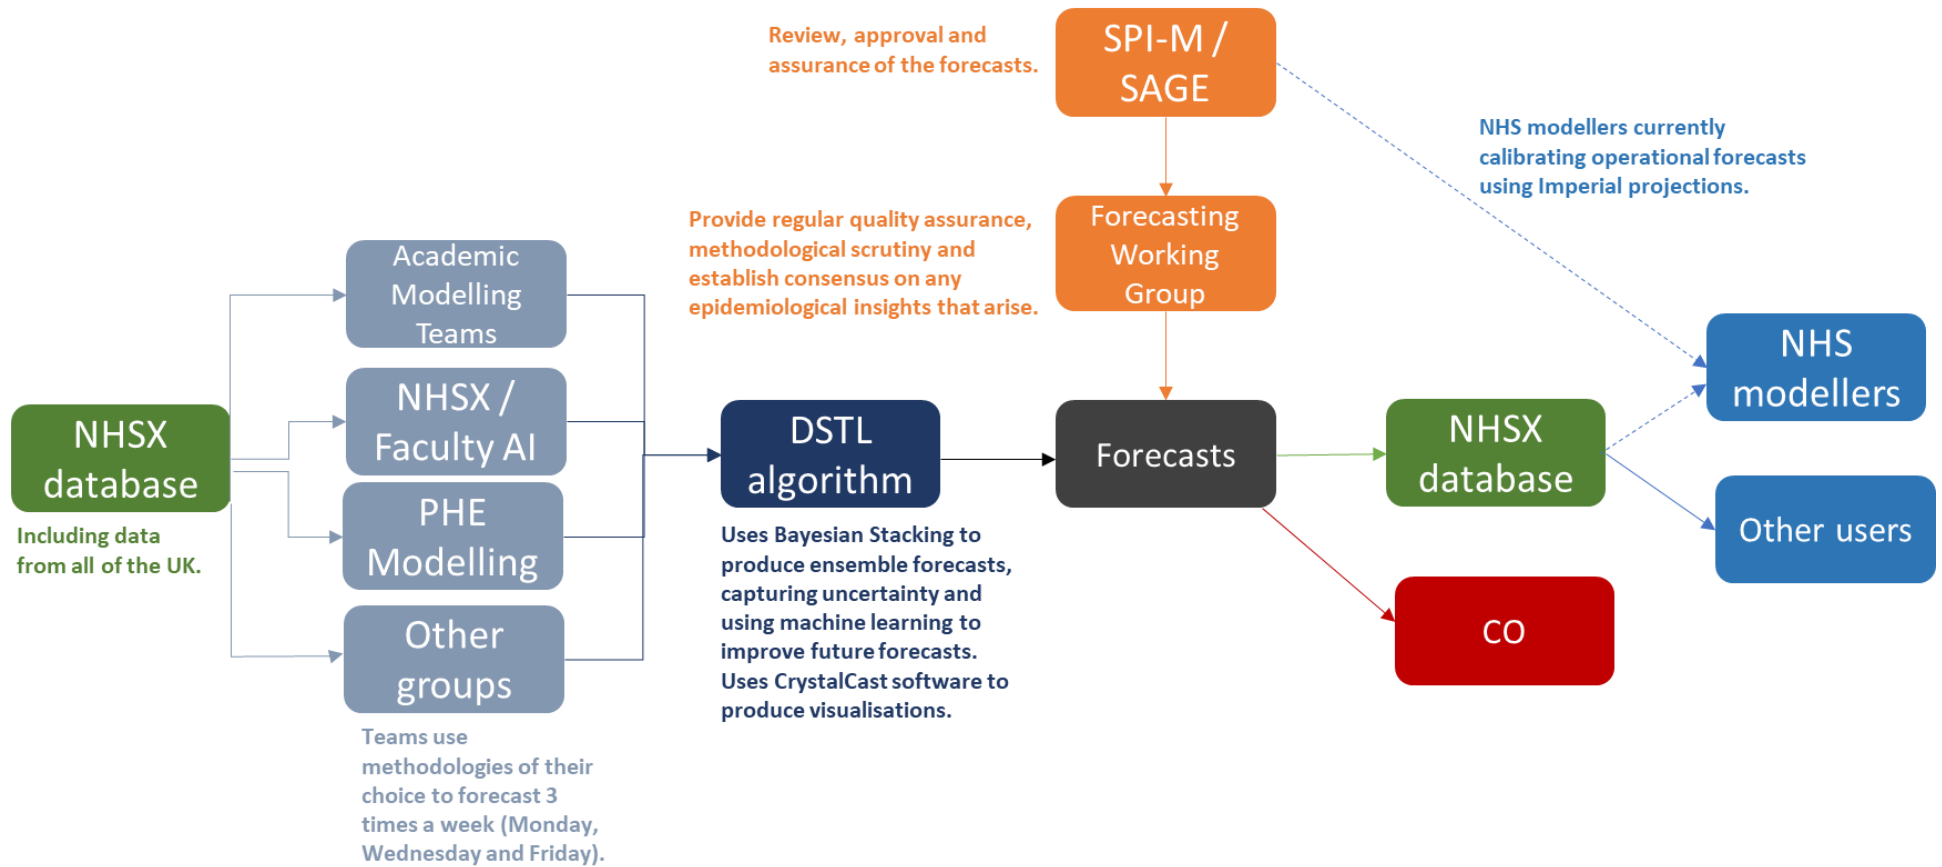 Review, approval and
assurance of the forecasts.
SPI-M /
SAGE
NHS modellers currently
calibrating operational forecasts
using Imperial projections.
Provide regular quality assurance,
methodological scrutiny and
establish consensus on any
epidemiological insights that arise.
Forecasting
Working
Group
Academic
Modelling
Teams
NHSX /
Faculty AI
PHE
Modelling
Other
groups
Teams use
methodologies of their
choice to forecast 3
times a week (Monday,
Wednesday and Friday).
NHSX
database
Including data
from all of the UK.
DSTL
algorithm
Uses Bayesian Stacking to
produce ensemble forecasts,
capturing uncertainty and
using machine learning to
improve future forecasts.
Uses CrystalCast software to
produce visualisations.
Forecasts
NHSX
database
CO
NHS
modellers
Other users